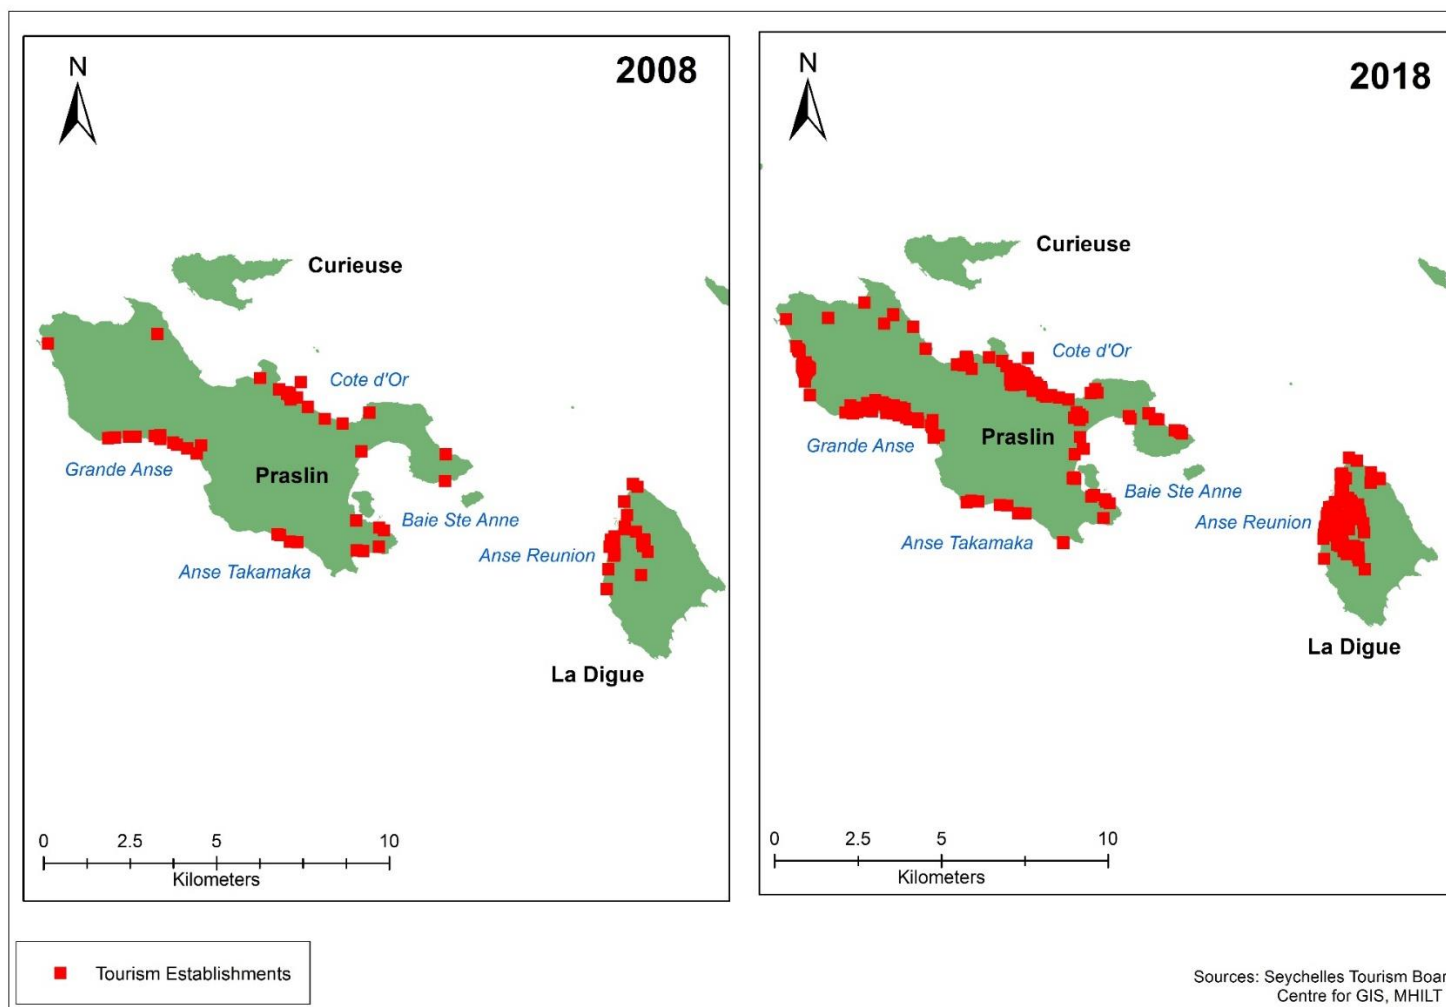 N
2008
Curieuse
Cote d'Or
Grande Anse
Praslin
Baie Ste Anne
Anse Reunion
Anse Takamaka
La Digue
0 2.5 5 10
Kilometers
N
2018
Curieuse
Cote d'Or
Grande Anse
Praslin
Baie Ste Anne
Anse Reunion
Anse Takamaka
La Digue
0 2.5 5 10
Kilometers
Tourism Establishments
Sources: Seychelles Tourism Boar
Centre for GIS, MHILT